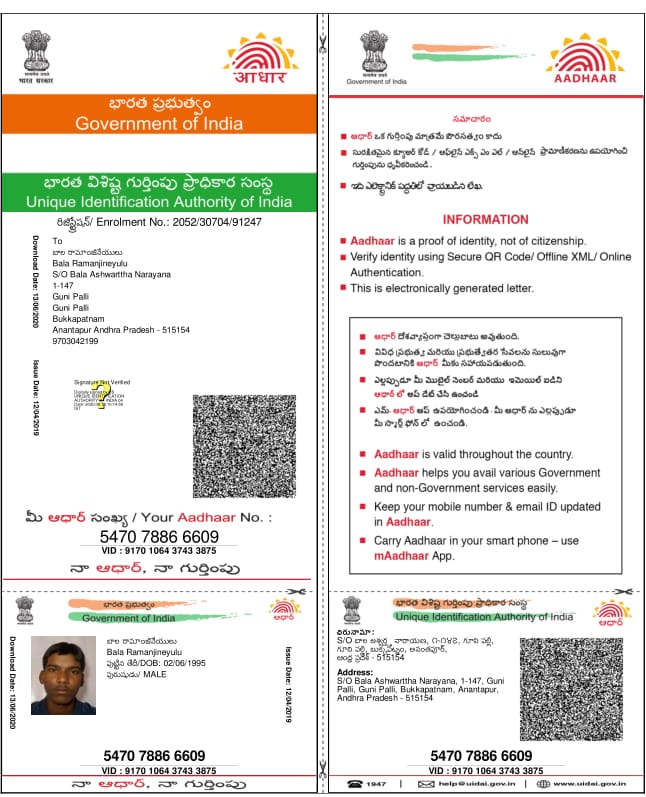 भारत सरकार
आधार
భారత ప్రభుత్వం
Government of India
భారత విశిష్ట గుర్తింపు ప్రాధికార సంస్థ
Unique Identification Authority of India
రిజిస్ట్రేషన్/ Enrolment No.: 2052/30704/91247
Download Date: 13/06/2020
Issue Date: 12/04/2019
To
బాల రామాంజినేయులు
Bala Ramanjineyulu
S/O Bala Ashwarttha Narayana
1-147
Guni Palli
Guni Palli
Bukkapatnam
Anantapur Andhra Pradesh - 515154
9703042199
Signature Not Verified
?
మీ ఆధార్ సంఖ్య / Your Aadhaar No. :
5470 7886 6609
VID : 9170 1064 3743 3875
నా ఆధార్, నా గుర్తింపు
Government of India
AADHAAR
సమాచారం
ఆధార్ ఒక గుర్తింపు మాత్రమే పౌరసత్వం కాదు
సురక్షితమైన క్యూఆర్ కోడ్ / ఆఫ్‌లైన్ ఎక్స్ ఎం ఎల్ / ఆన్‌లైన్ ప్రామాణీకరణను ఉపయోగించి
గుర్తింపును ధృవీకరించండి.
ఇది ఎలెక్ట్రానిక్ పద్ధతిలో వ్రాయబడిన లేఖ.
INFORMATION
Aadhaar is a proof of identity, not of citizenship.
Verify identity using Secure QR Code/ Offline XML/ Online
Authentication.
This is electronically generated letter.
ఆధార్ దేశవ్యాప్తంగా చెల్లుబాటు అవుతుంది.
వివిధ ప్రభుత్వ మరియు ప్రభుత్వేతర సేవలను సులువుగా
పొందటానికి ఆధార్ మీకు సహాయపడుతుంది.
ఎల్లప్పుడూ మీ మొబైల్ నెంబర్ మరియు ఇమెయిల్ ఐడిని
ఆధార్ లో అప్ డేట్ చేసి ఉంచండి
ఎమ్-ఆధార్ ఆప్ ఉపయోగించండి - మీ ఆధార్ ను ఎల్లప్పుడూ
మీ స్మార్ట్ ఫోన్ లో ఉంచండి.
Aadhaar is valid throughout the country.
Aadhaar helps you avail various Government
and non-Government services easily.
Keep your mobile number & email ID updated
in Aadhaar.
Carry Aadhaar in your smart phone – use
mAadhaar App.
భారత ప్రభుత్వం
Government of India
ఆధార్
Download Date: 13/06/2020
బాల రామాంజినేయులు
Bala Ramanjineyulu
పుట్టిన తేదీ/DOB: 02/06/1995
పురుషుడు/ MALE
Issue Date: 12/04/2019
5470 7886 6609
VID : 9170 1064 3743 3875
నా ఆధార్, నా గుర్తింపు
భారత విశిష్ట గుర్తింపు ప్రాధికార సంస్థ
Unique Identification Authority of India
ఆధార్
చిరునామా:
S/O బాల అశ్వర్థ్త నారాయణ, ౧-౧౪౭, గూని పల్లి,
గూని పల్లి, బుక్కపట్నం, అనంతపూర్,
ఆంధ్ర ప్రదేశ్ - 515154
Address:
S/O Bala Ashwarttha Narayana, 1-147, Guni
Palli, Guni Palli, Bukkapatnam, Anantapur,
Andhra Pradesh - 515154
5470 7886 6609
VID : 9170 1064 3743 3875
1947 | help@uidai.gov.in | www.uidai.gov.in